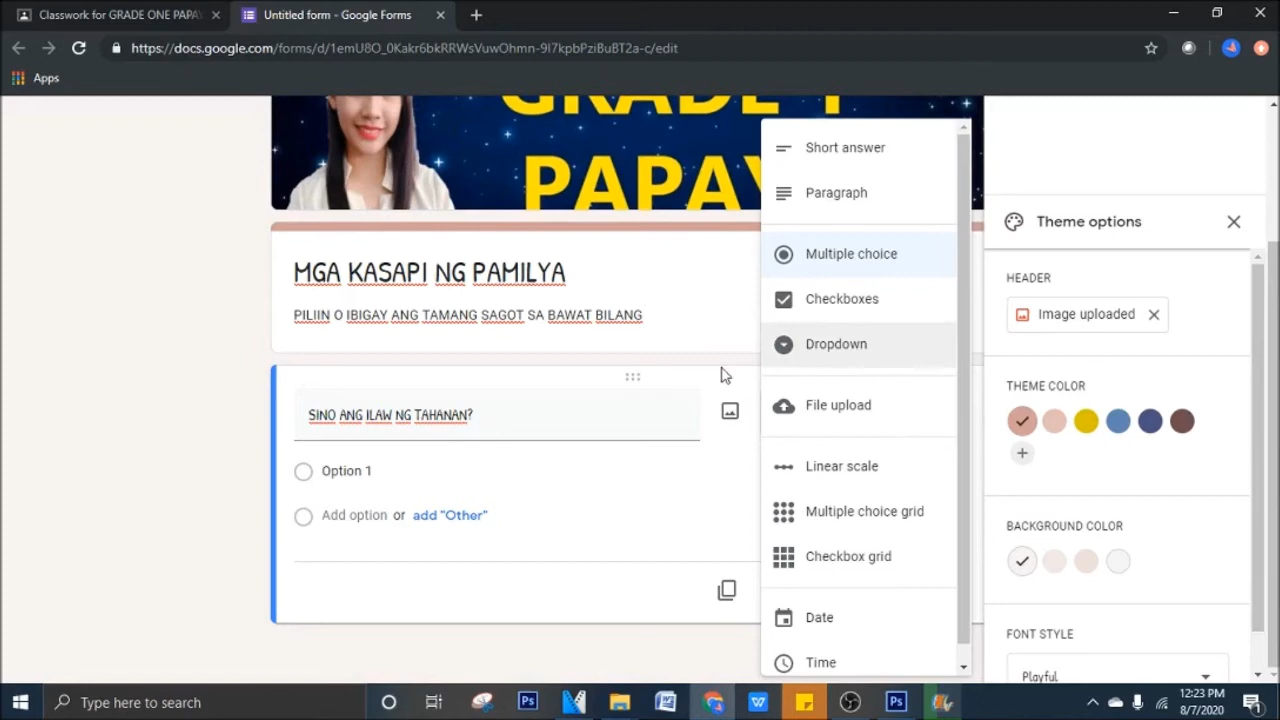 Classwork for GRADE ONE PAPAY
Untitled form - Google Forms
https://docs.google.com/forms/d/1emU8O_0Kakr6bkRRWsVuwOhmn-9I7kpbPziBuBT2a-c/edit
Apps
GRADE 1
PAPAY
MGA KASAPI NG PAMILYA
PILIIN O IBIGAY ANG TAMANG SAGOT SA BAWAT BILANG
SINO ANG ILAW NG TAHANAN?
Option 1
Add option or add "Other"
Short answer
Paragraph
Multiple choice
Checkboxes
Dropdown
File upload
Linear scale
Multiple choice grid
Checkbox grid
Date
Time
Theme options
HEADER
Image uploaded
THEME COLOR
BACKGROUND COLOR
FONT STYLE
Playful
Type here to search
Ps
Ps
12:23 PM
8/7/2020